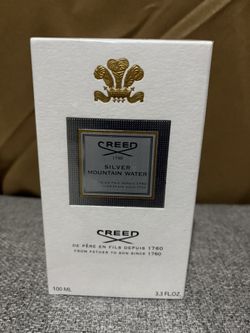 CREED
1760
SILVER
MOUNTAIN WATER
CREED
DE PÈRE EN FILS DEPUIS 1760
FROM FATHER TO SON SINCE 1760
100 ML
3.3 FL.OZ.